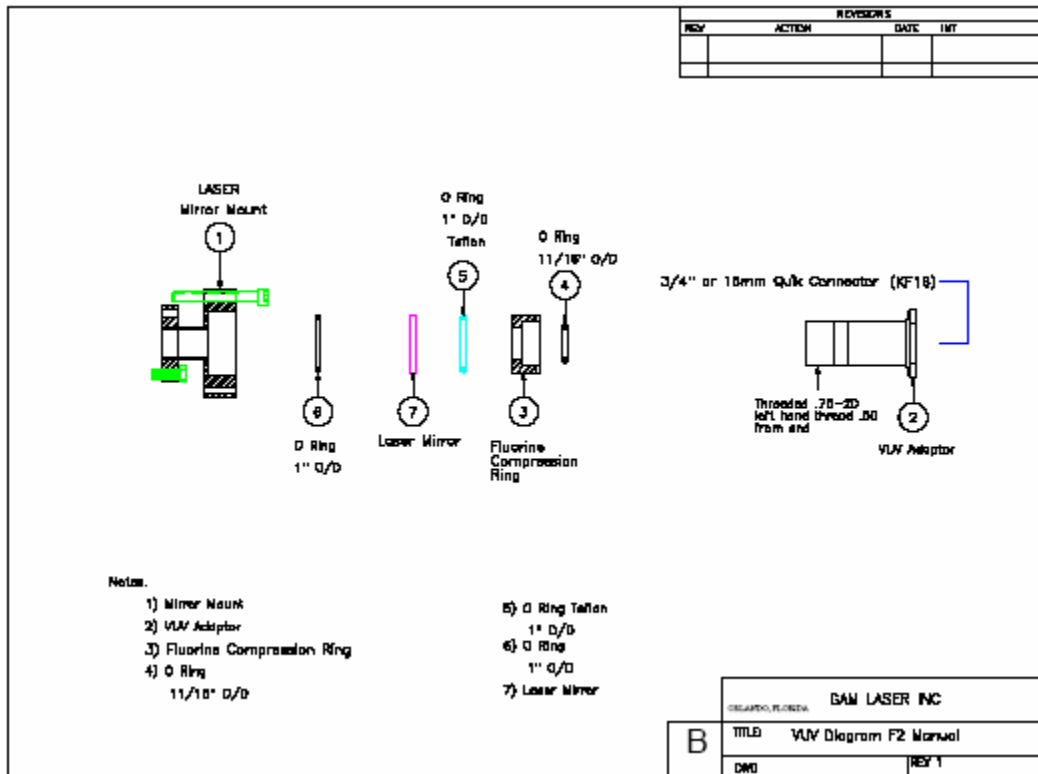 REVISIONS
REV ACTION DATE INT
LASER
Mirror Mount
1
O Ring
1" O/D
Teflon
5
O Ring
11/16" O/D
4
3/4" or 16mm Quik Connector (KF16)
6
O Ring
1" O/D
7
Laser Mirror
3
Fluorine
Compression
Ring
Threaded .75-20
left hand thread .50
from end
2
VUV Adaptor
Notes.
1) Mirror Mount
2) VUV Adaptor
3) Fluorine Compression Ring
4) O Ring
11/16" O/D
5) O Ring Teflon
1" O/D
6) O Ring
1" O/D
7) Laser Mirror
ORLANDO, FLORIDA GAM LASER INC
B
TITLE: VUV Diagram F2 Manual
DWG REV 1